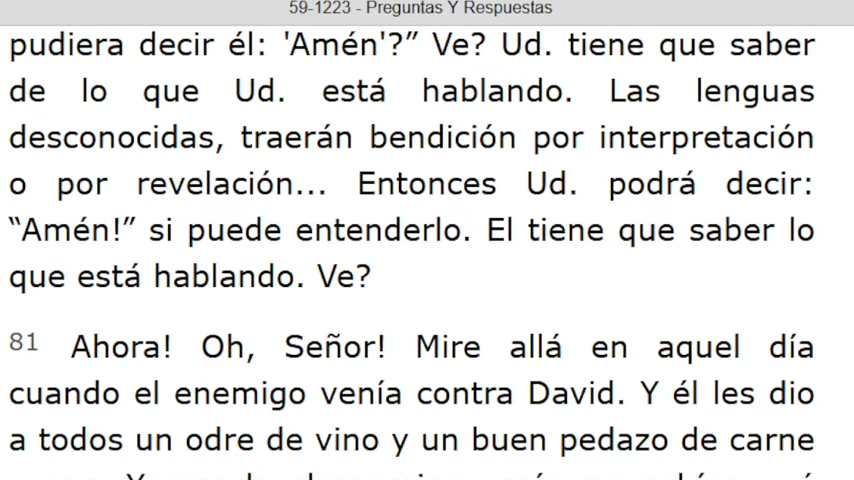 59-1223 - Preguntas Y Respuestas
pudiera decir él: 'Amén'?” Ve? Ud. tiene que saber
de lo que Ud. está hablando. Las lenguas
desconocidas, traerán bendición por interpretación
o por revelación... Entonces Ud. podrá decir:
“Amén!” si puede entenderlo. El tiene que saber lo
que está hablando. Ve?
81 Ahora! Oh, Señor! Mire allá en aquel día
cuando el enemigo venía contra David. Y él les dio
a todos un odre de vino y un buen pedazo de carne